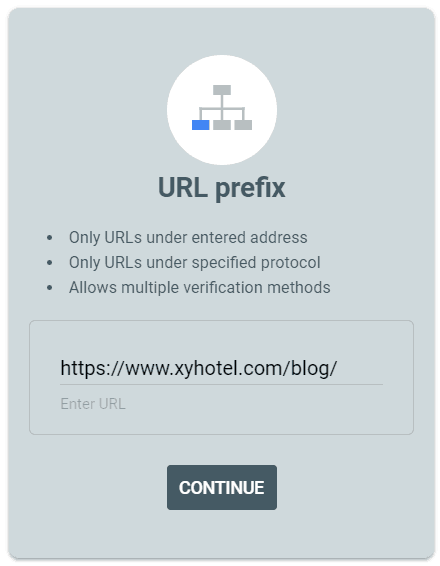 URL prefix
• Only URLs under entered address
• Only URLs under specified protocol
• Allows multiple verification methods
https://www.xyhotel.com/blog/
Enter URL
CONTINUE